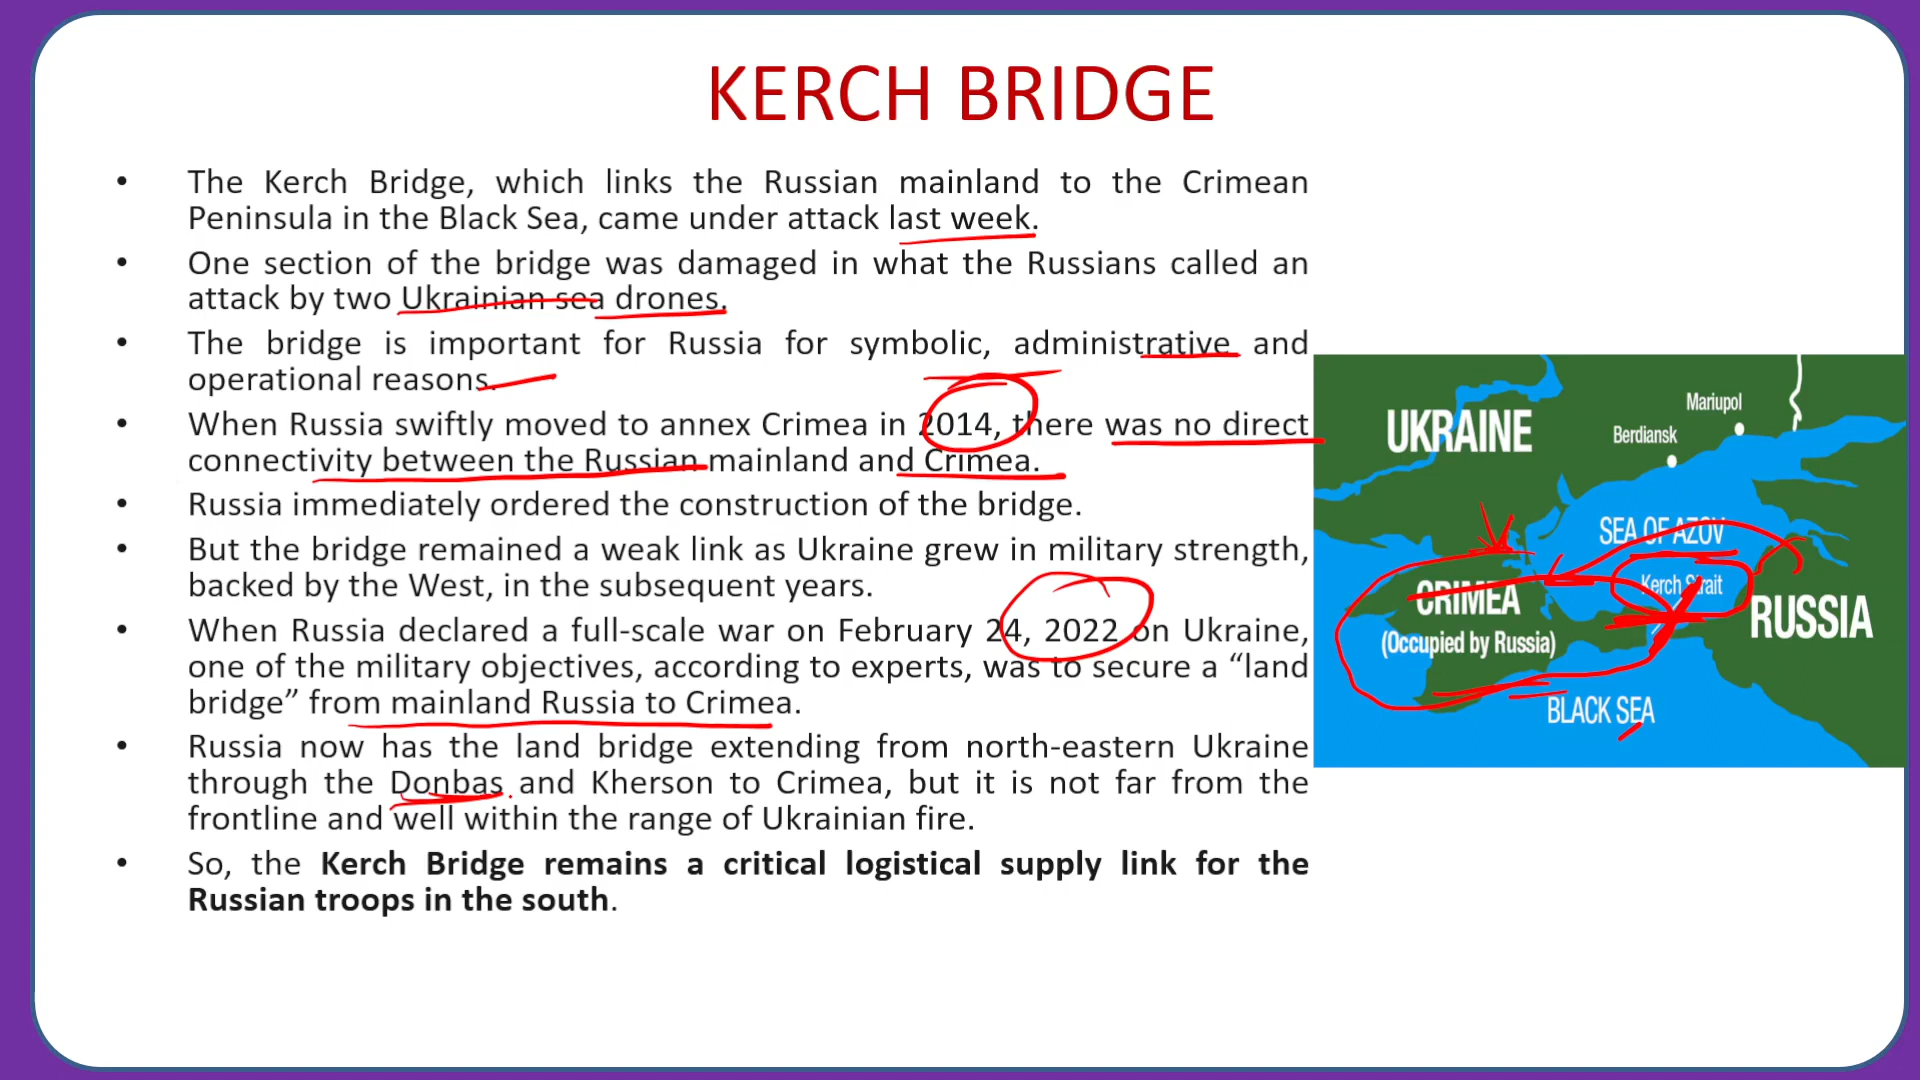 KERCH BRIDGE
• The Kerch Bridge, which links the Russian mainland to the Crimean
Peninsula in the Black Sea, came under attack last week.
• One section of the bridge was damaged in what the Russians called an
attack by two Ukrainian sea drones.
• The bridge is important for Russia for symbolic, administrative and
operational reasons.
• When Russia swiftly moved to annex Crimea in 2014, there was no direct
connectivity between the Russian mainland and Crimea.
• Russia immediately ordered the construction of the bridge.
• But the bridge remained a weak link as Ukraine grew in military strength,
backed by the West, in the subsequent years.
• When Russia declared a full-scale war on February 24, 2022 on Ukraine,
one of the military objectives, according to experts, was to secure a “land
bridge” from mainland Russia to Crimea.
• Russia now has the land bridge extending from north-eastern Ukraine
through the Donbas and Kherson to Crimea, but it is not far from the
frontline and well within the range of Ukrainian fire.
• So, the Kerch Bridge remains a critical logistical supply link for the
Russian troops in the south.
Mariupol
UKRAINE
Berdiansk
SEA OF AZOV
Kerch Strait
CRIMEA
RUSSIA
(Occupied by Russia)
BLACK SEA